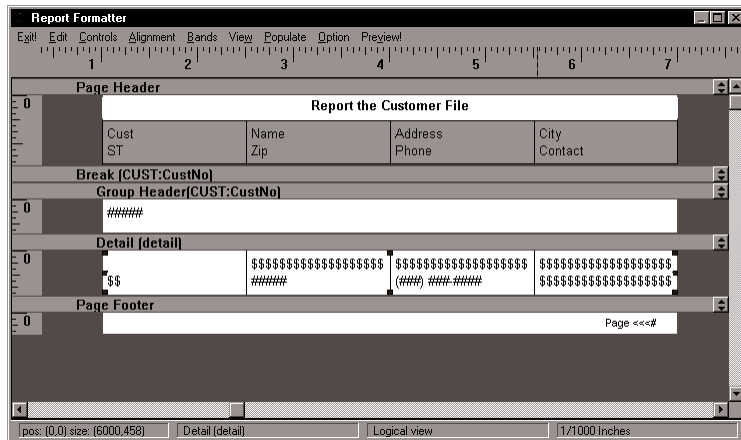 Report Formatter
Exit! Edit Controls Alignment Bands View Populate Option Preview!
1 2 3 4 5 6 7
Page Header
0
Report the Customer File
Cust Name Address City
ST Zip Phone Contact
Break (CUST:CustNo)
Group Header(CUST:CustNo)
0
#####
Detail (detail)
0
$$$$$$$$$$$$$$$$$$$ $$$$$$$$$$$$$$$$$$$ $$$$$$$$$$$$$$$$$$$
$$ ##### (###) ###-#### $$$$$$$$$$$$$$$$$$$
Page Footer
0
Page <<<#
pos: (0,0) size: (6000,458) Detail (detail) Logical view 1/1000 Inches